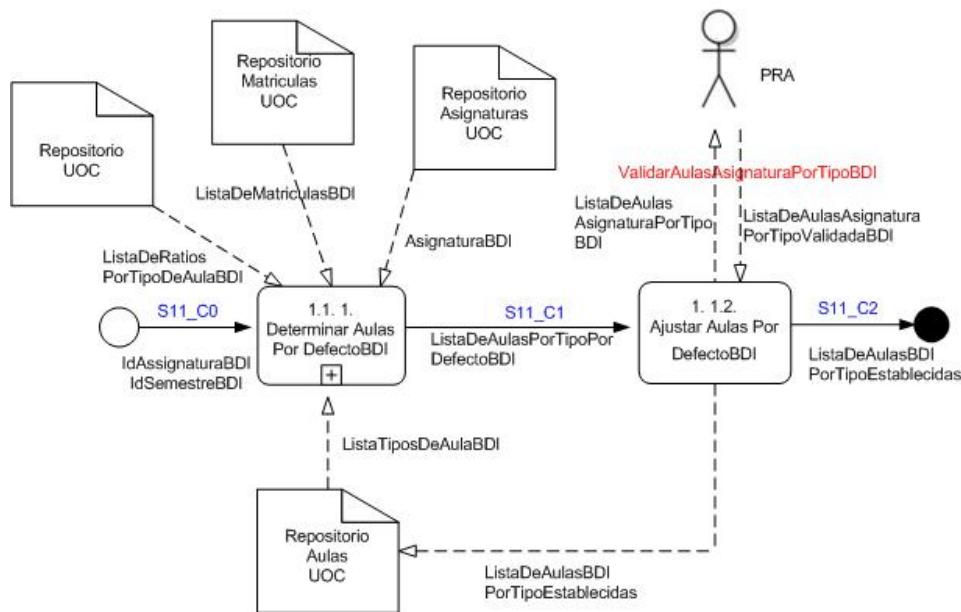 Repositorio
UOC
Repositorio
Matriculas
UOC
Repositorio
Asignaturas
UOC
PRA
ListaDeMatriculasBDI
ValidarAulasAsignaturaPorTipoBDI
ListaDeAulas
AsignaturaPorTipo
BDI
ListaDeAulasAsignatura
PorTipoValidadaBDI
AsignaturaBDI
ListaDeRatios
PorTipoDeAulaBDI
S11_C0
IdAssignaturaBDI
IdSemestreBDI
1.1. 1.
Determinar Aulas
Por DefectoBDI
+
S11_C1
ListaDeAulasPorTipoPor
DefectoBDI
1. 1.2.
Ajustar Aulas Por
DefectoBDI
S11_C2
ListaDeAulasBDI
PorTipoEstablecidas
ListaTiposDeAulaBDI
Repositorio
Aulas
UOC
ListaDeAulasBDI
PorTipoEstablecidas